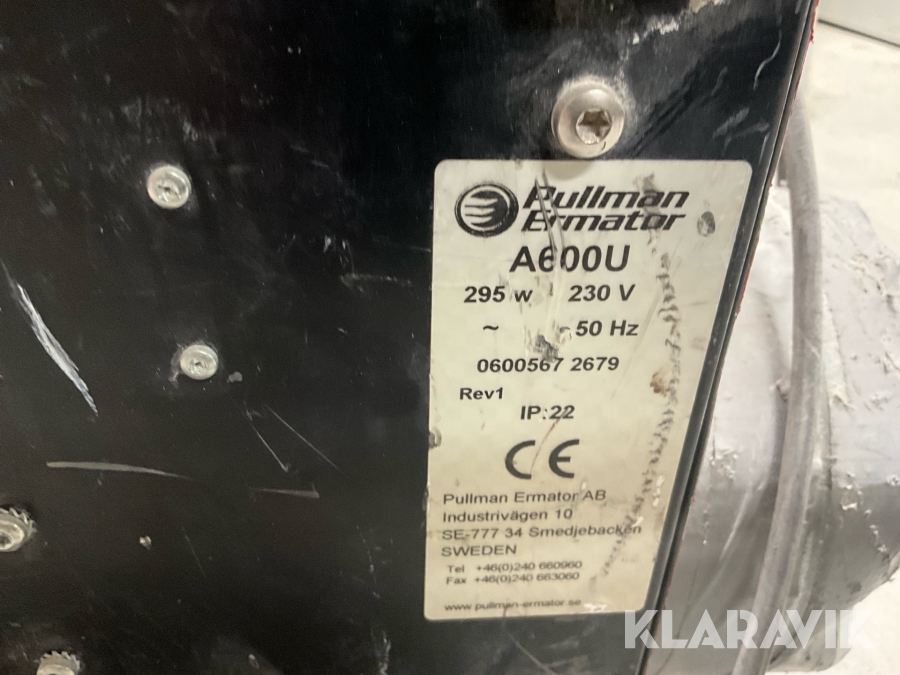 Pullman
Ermator
A600U
295 w 230 V
~ 50 Hz
0600567 2679
Rev1
IP:22
CE
Pullman Ermator AB
Industrivägen 10
SE-777 34 Smedjebacken
SWEDEN
Tel +46(0)240 660960
Fax +46(0)240 663060
www.pullman-ermator.se
KLARAVIK